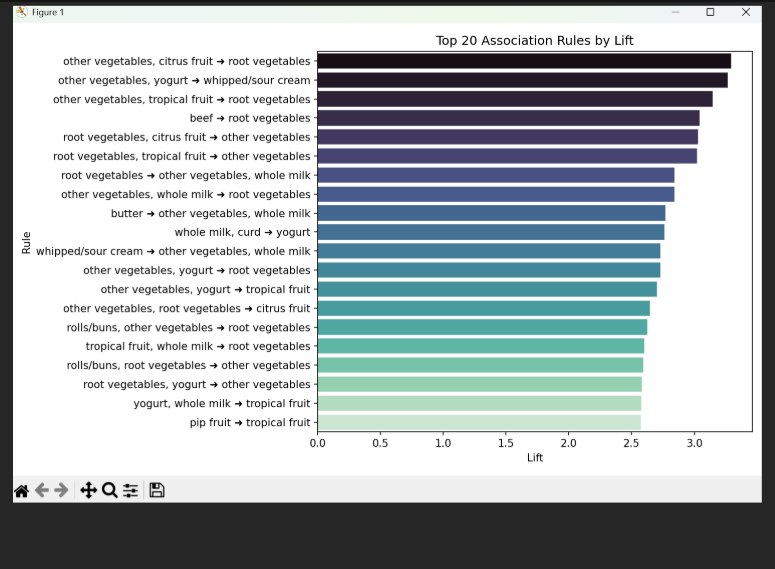 Figure 1
Top 20 Association Rules by Lift
other vegetables, citrus fruit ➜ root vegetables
other vegetables, yogurt ➜ whipped/sour cream
other vegetables, tropical fruit ➜ root vegetables
beef ➜ root vegetables
root vegetables, citrus fruit ➜ other vegetables
root vegetables, tropical fruit ➜ other vegetables
root vegetables ➜ other vegetables, whole milk
other vegetables, whole milk ➜ root vegetables
butter ➜ other vegetables, whole milk
whole milk, curd ➜ yogurt
whipped/sour cream ➜ other vegetables, whole milk
other vegetables, yogurt ➜ root vegetables
other vegetables, yogurt ➜ tropical fruit
other vegetables, root vegetables ➜ citrus fruit
rolls/buns, other vegetables ➜ root vegetables
tropical fruit, whole milk ➜ root vegetables
rolls/buns, root vegetables ➜ other vegetables
root vegetables, yogurt ➜ other vegetables
yogurt, whole milk ➜ tropical fruit
pip fruit ➜ tropical fruit
Rule
0.0 0.5 1.0 1.5 2.0 2.5 3.0
Lift